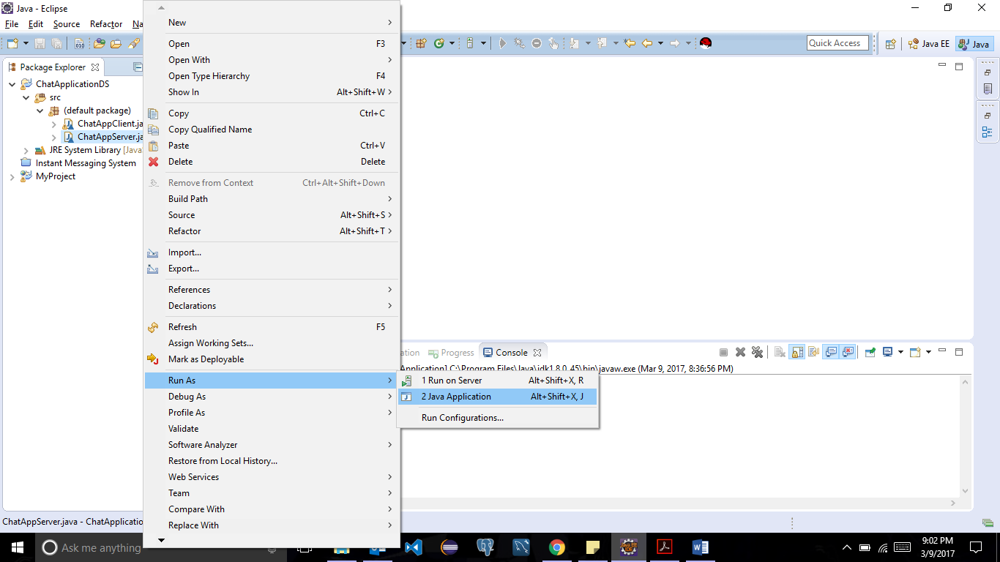 Java - Eclipse
File Edit Source Refactor Na
Quick Access
Java EE
Java
Package Explorer
ChatApplicationDS
src
(default package)
ChatAppClient.ja
ChatAppServer.ja
JRE System Library [Java
Instant Messaging System
MyProject
New
Open F3
Open With
Open Type Hierarchy F4
Show In Alt+Shift+W
Copy Ctrl+C
Copy Qualified Name
Paste Ctrl+V
Delete Delete
Remove from Context Ctrl+Alt+Shift+Down
Build Path
Source Alt+Shift+S
Refactor Alt+Shift+T
Import...
Export...
References
Declarations
Refresh F5
Assign Working Sets...
Mark as Deployable
Run As
Debug As
Profile As
Validate
Software Analyzer
Restore from Local History...
Web Services
Team
Compare With
Replace With
1 Run on Server Alt+Shift+X, R
2 Java Application Alt+Shift+X, J
Run Configurations...
ation Progress Console
Application] C:\Program Files\Java\jdk1.8.0_45\bin\javaw.exe (Mar 9, 2017, 8:36:56 PM)
ChatAppServer.java - ChatApplicatio
Ask me anything
9:02 PM
3/9/2017